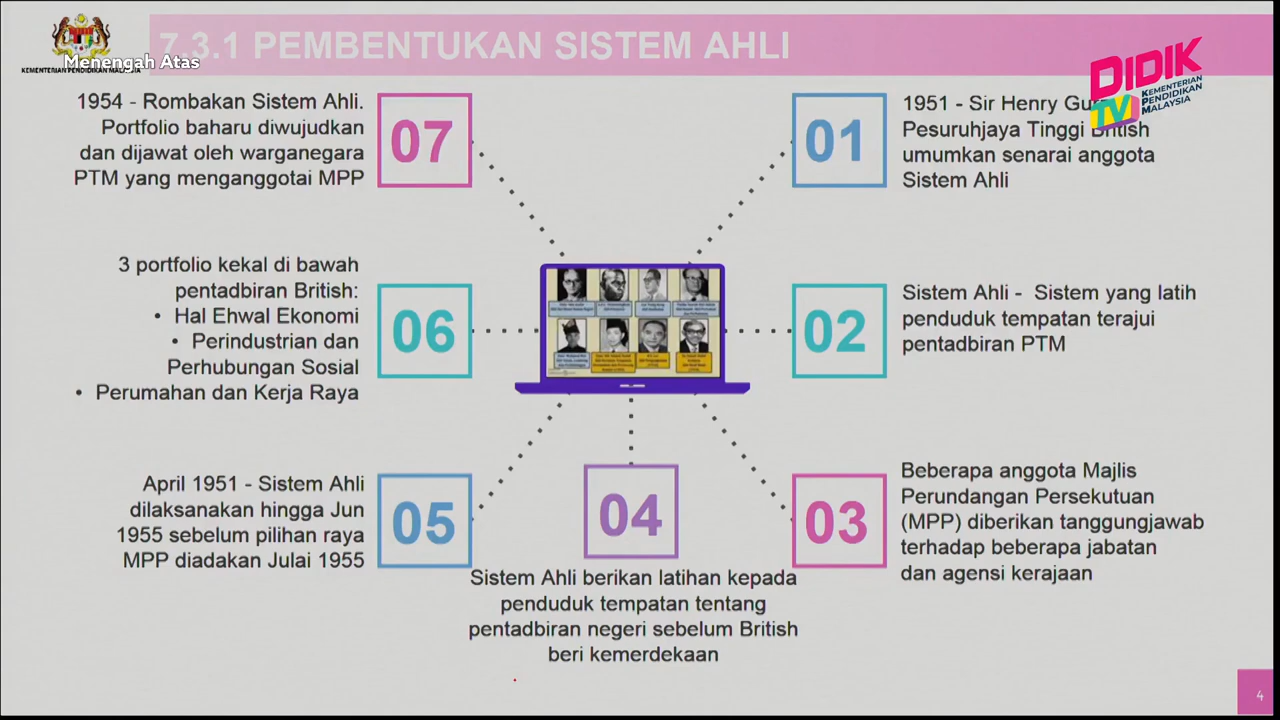 7.3.1 PEMBENTUKAN SISTEM AHLI
Menengah Atas
KEMENTERIAN PENDIDIKAN MALAYSIA
DIDIK
TV
KEMENTERIAN
PENDIDIKAN
MALAYSIA
01
1951 - Sir Henry
Pesuruhjaya Tinggi British
umumkan senarai anggota
Sistem Ahli
02
Sistem Ahli - Sistem yang latih
penduduk tempatan terajui
pentadbiran PTM
03
Beberapa anggota Majlis
Perundangan Persekutuan
(MPP) diberikan tanggungjawab
terhadap beberapa jabatan
dan agensi kerajaan
04
Sistem Ahli berikan latihan kepada
penduduk tempatan tentang
pentadbiran negeri sebelum British
beri kemerdekaan
05
April 1951 - Sistem Ahli
dilaksanakan hingga Jun
1955 sebelum pilihan raya
MPP diadakan Julai 1955
06
3 portfolio kekal di bawah
pentadbiran British:
• Hal Ehwal Ekonomi
• Perindustrian dan
Perhubungan Sosial
• Perumahan dan Kerja Raya
07
1954 - Rombakan Sistem Ahli.
Portfolio baharu diwujudkan
dan dijawat oleh warganegara
PTM yang menganggotai MPP
4